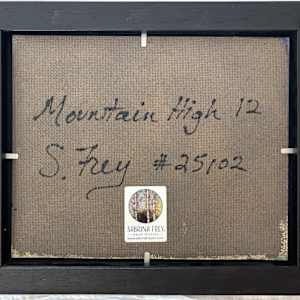 Mountain High 12
S. Frey #25102
SABRINA FREY